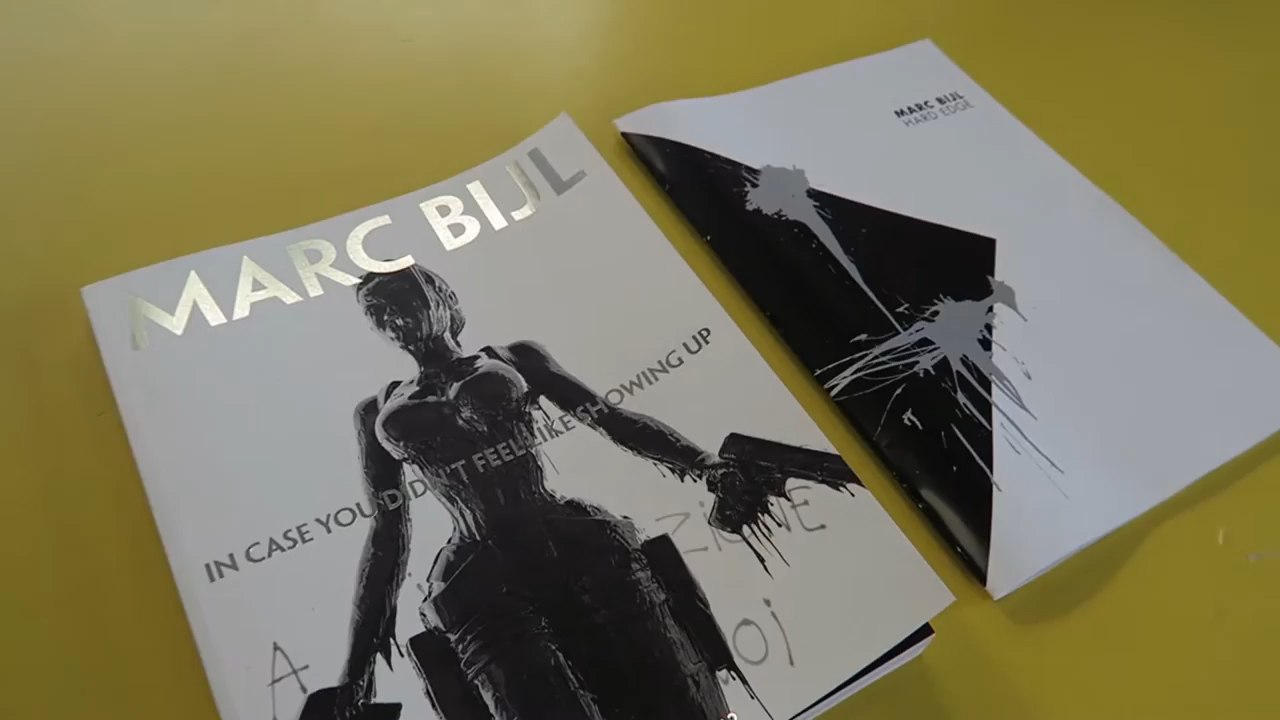 MARC BIJL
IN CASE YOU DIDN'T FEEL LIKE SHOWING UP
A
MARC BIJL
HARD EDGE